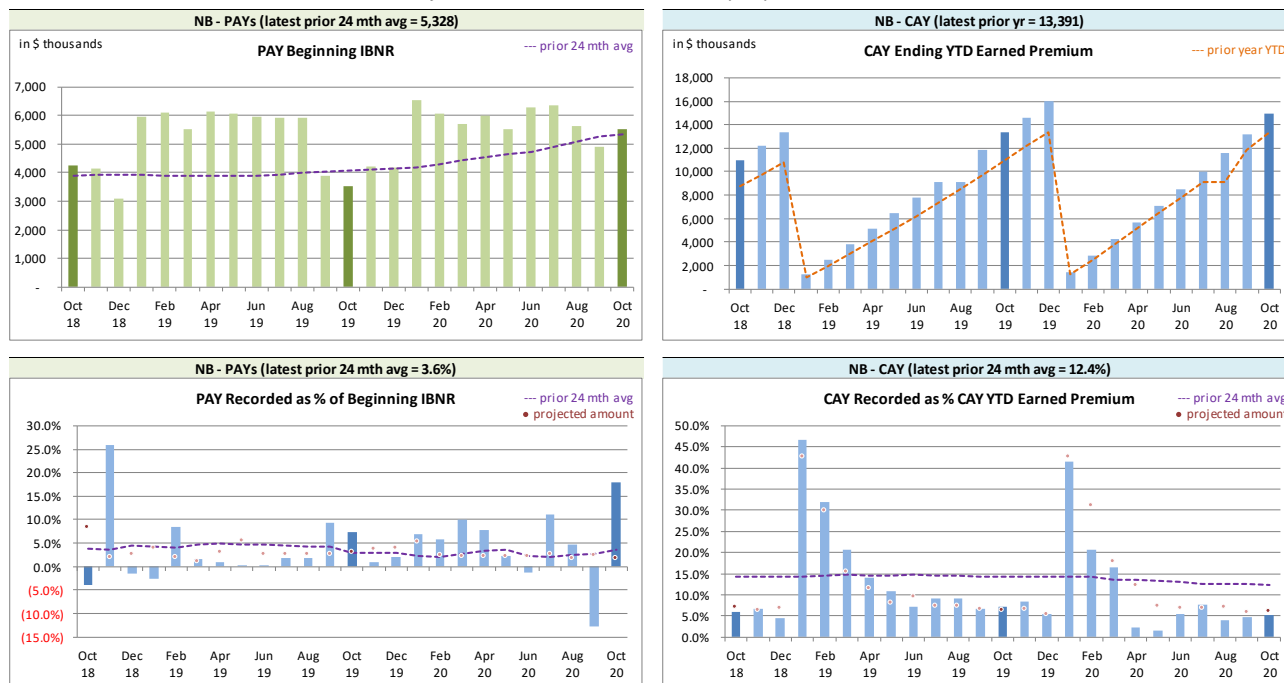 NB - PAYs (latest prior 24 mth avg = 5,328)
in $ thousands
PAY Beginning IBNR
--- prior 24 mth avg
7,000
6,000
5,000
4,000
3,000
2,000
1,000
-
Oct Dec Feb Apr Jun Aug Oct Dec Feb Apr Jun Aug Oct
18 18 19 19 19 19 19 19 20 20 20 20 20
NB - CAY (latest prior yr = 13,391)
in $ thousands
CAY Ending YTD Earned Premium
--- prior year YTD
18,000
16,000
14,000
12,000
10,000
8,000
6,000
4,000
2,000
-
Oct Dec Feb Apr Jun Aug Oct Dec Feb Apr Jun Aug Oct
18 18 19 19 19 19 19 19 20 20 20 20 20
NB - PAYs (latest prior 24 mth avg = 3.6%)
PAY Recorded as % of Beginning IBNR
--- prior 24 mth avg
● projected amount
30.0%
25.0%
20.0%
15.0%
10.0%
5.0%
0.0%
(5.0%)
(10.0%)
(15.0%)
Oct Dec Feb Apr Jun Aug Oct Dec Feb Apr Jun Aug Oct
18 18 19 19 19 19 19 19 20 20 20 20 20
NB - CAY (latest prior 24 mth avg = 12.4%)
CAY Recorded as % CAY YTD Earned Premium
--- prior 24 mth avg
● projected amount
50.0%
45.0%
40.0%
35.0%
30.0%
25.0%
20.0%
15.0%
10.0%
5.0%
0.0%
Oct Dec Feb Apr Jun Aug Oct Dec Feb Apr Jun Aug Oct
18 18 19 19 19 19 19 19 20 20 20 20 20